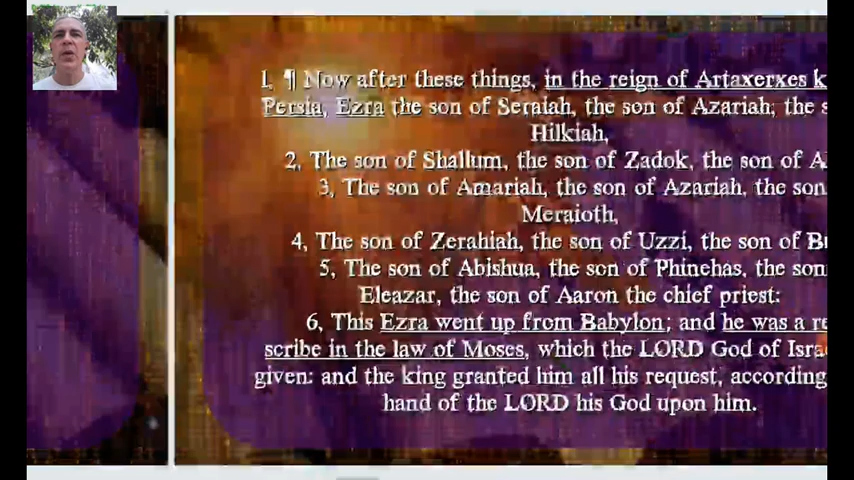 1, ¶ Now after these things, in the reign of Artaxerxes
Persia, Ezra the son of Seraiah, the son of Azariah; the
Hilkiah,
2, The son of Shallum, the son of Zadok, the son of
3, The son of Amariah, the son of Azariah, the son
Meraioth,
4, The son of Zerahiah, the son of Uzzi, the son of
5, The son of Abishua, the son of Phinehas, the son
Eleazar, the son of Aaron the chief priest:
6, This Ezra went up from Babylon; and he was a
scribe in the law of Moses, which the LORD God of
given: and the king granted him all his request, according
hand of the LORD his God upon him.